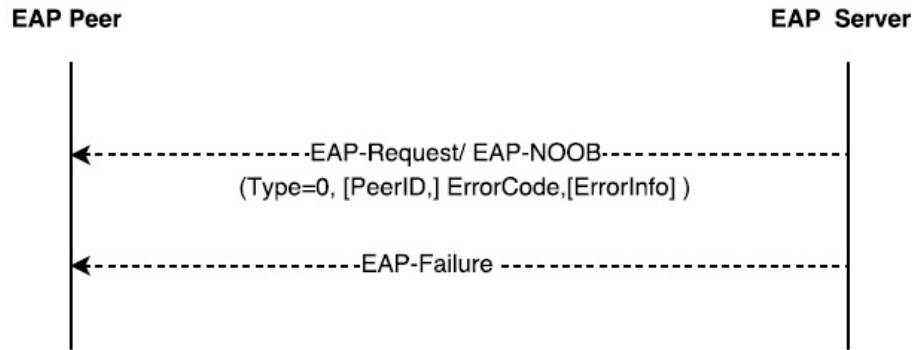 EAP Peer
EAP Server
EAP-Request/ EAP-NOOB
(Type=0, [PeerID,] ErrorCode,[ErrorInfo] )
EAP-Failure